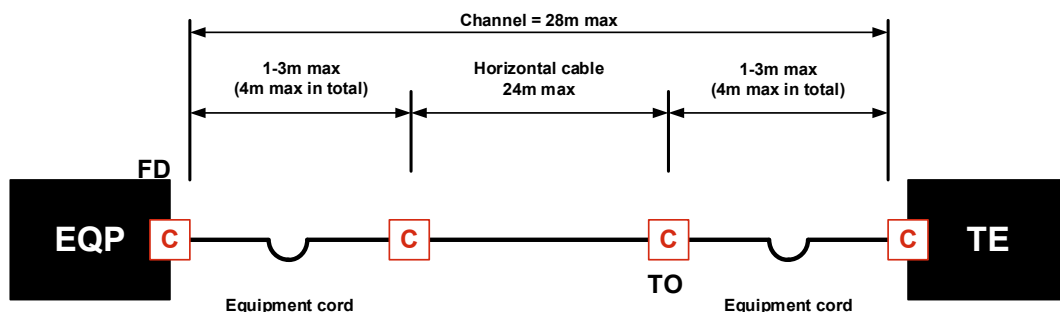 Channel = 28m max
1-3m max
(4m max in total)
Horizontal cable
24m max
1-3m max
(4m max in total)
FD
EQP
C
C
C
C
TE
TO
Equipment cord
Equipment cord